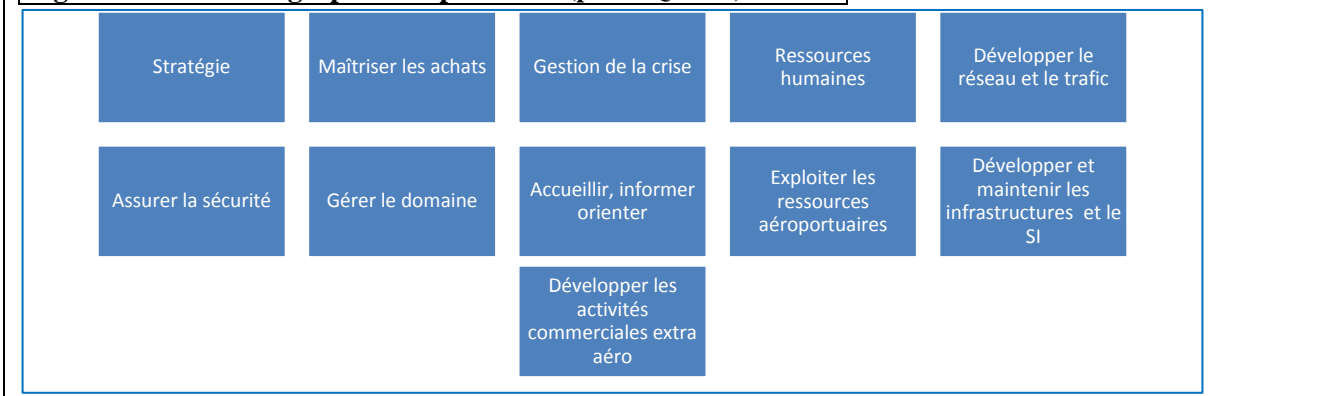 Stratégie
Maîtriser les achats
Gestion de la crise
Ressources
humaines
Développer le
réseau et le trafic
Assurer la sécurité
Gérer le domaine
Accueillir, informer
orienter
Exploiter les
ressources
aéroportuaires
Développer et
maintenir les
infrastructures et le
SI
Développer les
activités
commerciales extra
aéro